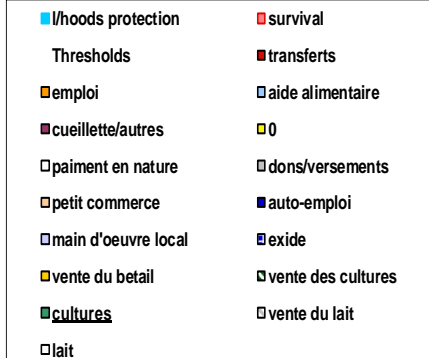 l/hoods protection survival
Thresholds transferts
emploi aide alimentaire
cueillette/autres 0
paiment en nature dons/versements
petit commerce auto-emploi
main d'oeuvre local exide
vente du betail vente des cultures
cultures vente du lait
lait